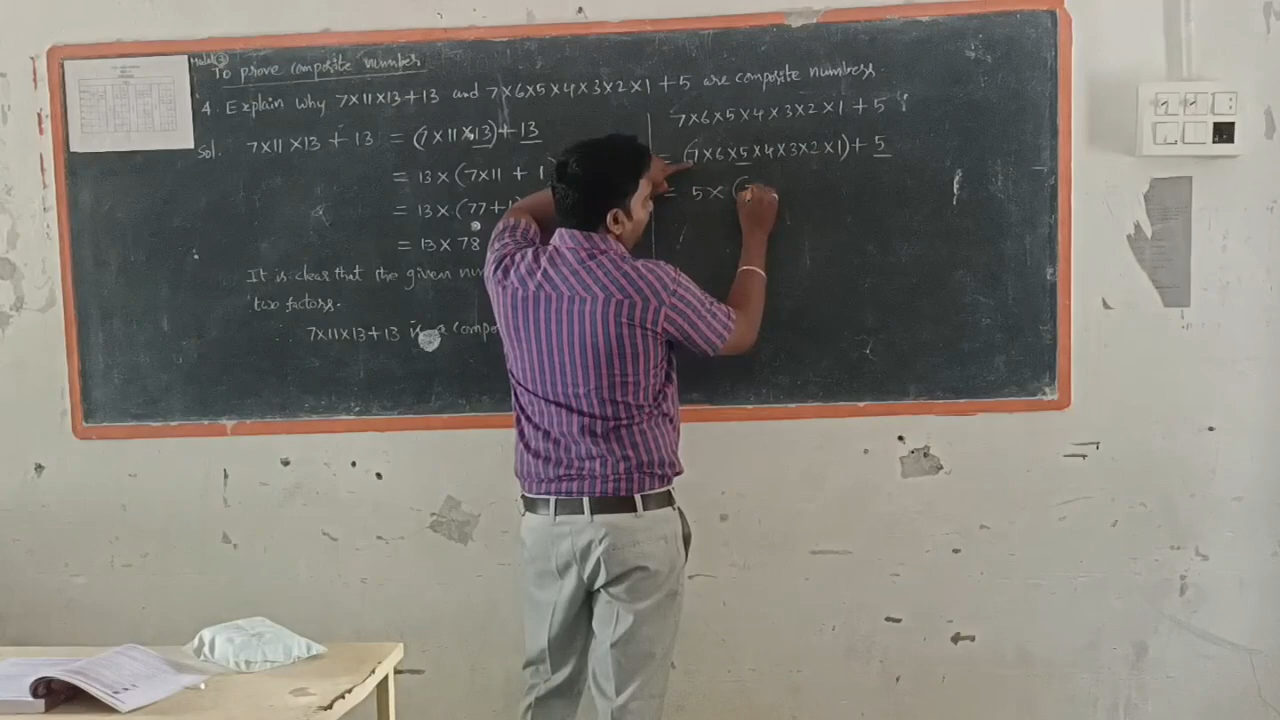 Model ③
To prove composite number
4. Explain why 7×11×13+13 and 7×6×5×4×3×2×1+5 are composite numbers.
Sol. 7×11×13+13 = (7×11×13)+13
= 13×(7×11+1
= 13×(77+1
= 13×78
It is clear that the given
two factors.
∴ 7×11×13+13 is a
7×6×5×4×3×2×1+5
= (7×6×5×4×3×2×1)+5
= 5×(7